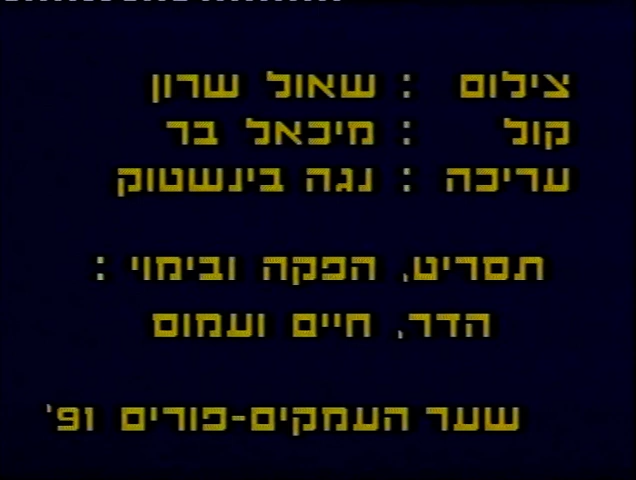 צילום : שאול שרון
קול : מיכאל בר
עריכה : נגה בינשטוק
תסריט, הפקה ובימוי :
הדר, חיים ועמוס
שער העמקים-פורים 91'